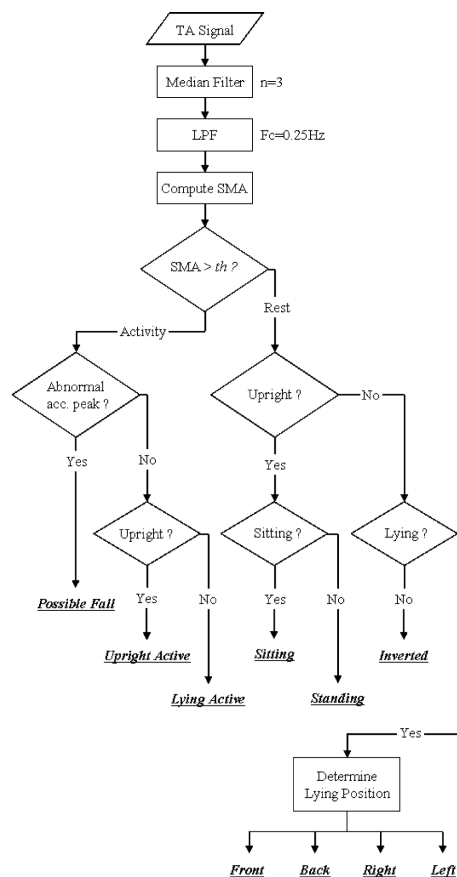 TA Signal
Median Filter
n=3
LPF
Fc=0.25Hz
Compute SMA
SMA > th ?
Activity
Rest
Abnormal
acc. peak ?
Upright ?
No
Yes
No
Yes
Upright ?
Sitting ?
Lying ?
Possible Fall
Yes
No
Yes
No
No
Upright Active
Sitting
Inverted
Lying Active
Standing
Yes
Determine
Lying Position
Front
Back
Right
Left